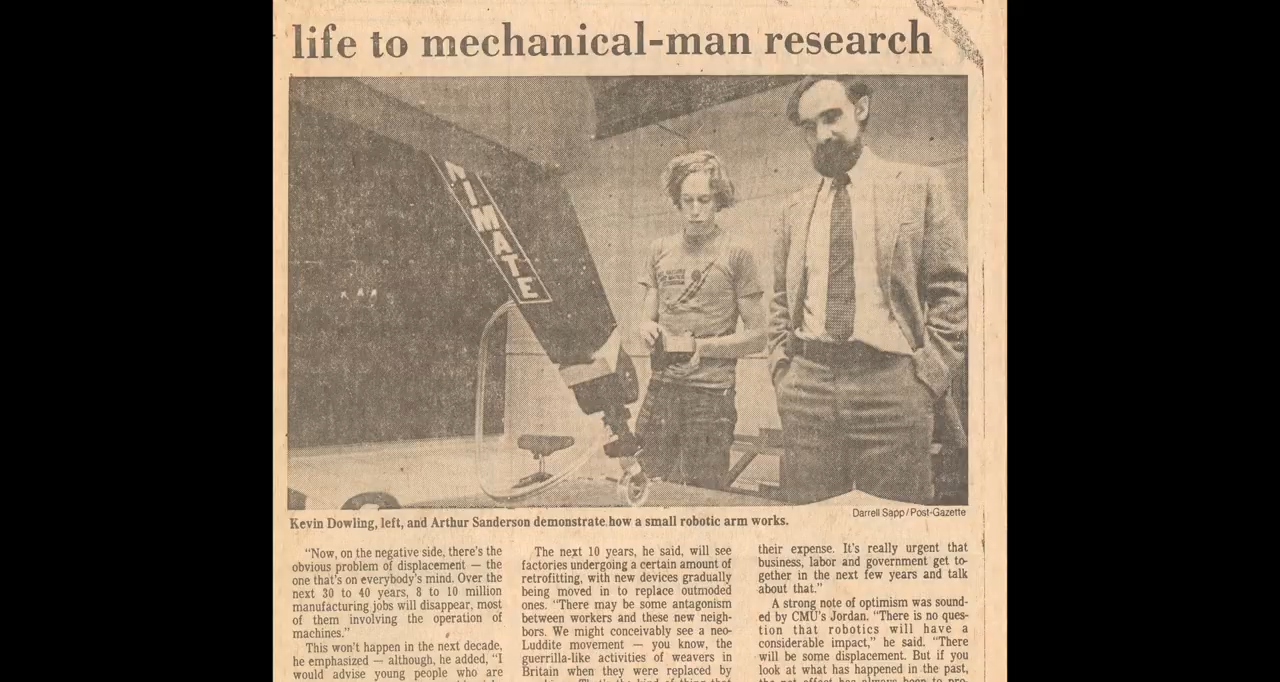 life to mechanical-man research
NIMATE
Darrell Sapp/Post-Gazette
Kevin Dowling, left, and Arthur Sanderson demonstrate how a small robotic arm works.
"Now, on the negative side, there's the
obvious problem of displacement — the
one that's on everybody's mind. Over the
next 30 to 40 years, 8 to 10 million
manufacturing jobs will disappear, most
of them involving the operation of
machines."
This won't happen in the next decade,
he emphasized — although, he added, "I
would advise young people who are
The next 10 years, he said, will see
factories undergoing a certain amount of
retrofitting, with new devices gradually
being moved in to replace outmoded
ones. "There may be some antagonism
between workers and these new neigh-
bors. We might conceivably see a neo-
Luddite movement — you know, the
guerrilla-like activities of weavers in
Britain when they were replaced by
their expense. It's really urgent that
business, labor and government get to-
gether in the next few years and talk
about that."
A strong note of optimism was sound-
ed by CMU's Jordan. "There is no ques-
tion that robotics will have a
considerable impact," he said. "There
will be some displacement. But if you
look at what has happened in the past,